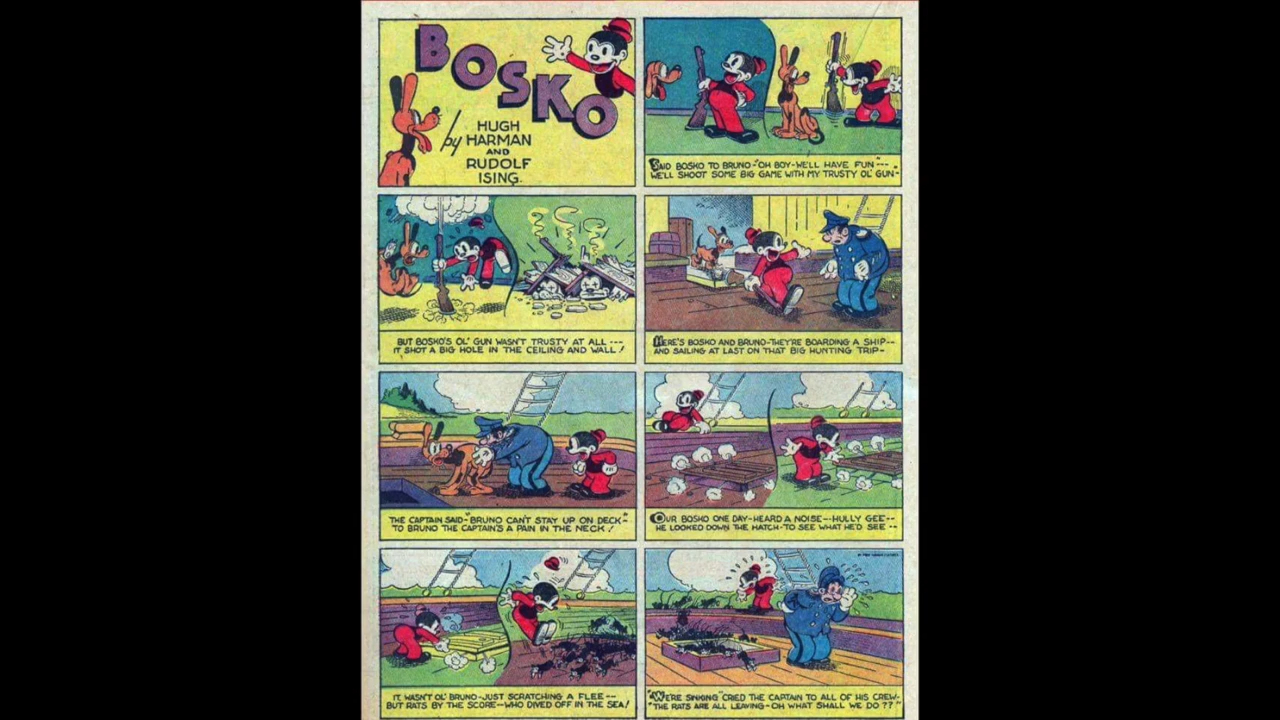 BOSKO
by HUGH
HARMAN
AND
RUDOLF
ISING.
SAID BOSKO TO BRUNO-"OH BOY-WE'LL HAVE FUN"---
WE'LL SHOOT SOME BIG GAME WITH MY TRUSTY OL' GUN-"
BUT BOSKO'S OL' GUN WASN'T TRUSTY AT ALL ---
IT SHOT A BIG HOLE IN THE CEILING AND WALL!
HERE'S BOSKO AND BRUNO-THEY'RE BOARDING A SHIP--
AND SAILING AT LAST ON THAT BIG HUNTING TRIP-
THE CAPTAIN SAID-"BRUNO CAN'T STAY UP ON DECK"-
TO BRUNO THE CAPTAIN'S A PAIN IN THE NECK!
OUR BOSKO ONE DAY-HEARD A NOISE--HULLY GEE--
HE LOOKED DOWN THE HATCH-TO SEE WHAT HE'D SEE --
IT WASN'T OL' BRUNO-JUST SCRATCHING A FLEE--
BUT RATS BY THE SCORE--WHO DIVED OFF IN THE SEA!
"WE'RE SINKING" CRIED THE CAPTAIN TO ALL OF HIS CREW-
"THE RATS ARE ALL LEAVING-OH WHAT SHALL WE DO??"